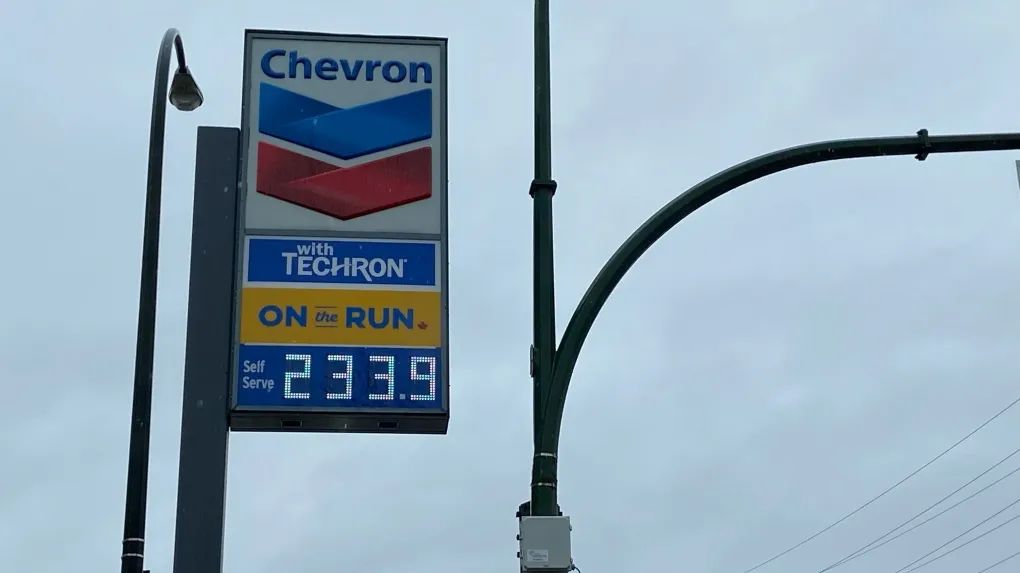 Chevron
with
TECHRON
ON the RUN
Self
Serve
233.9